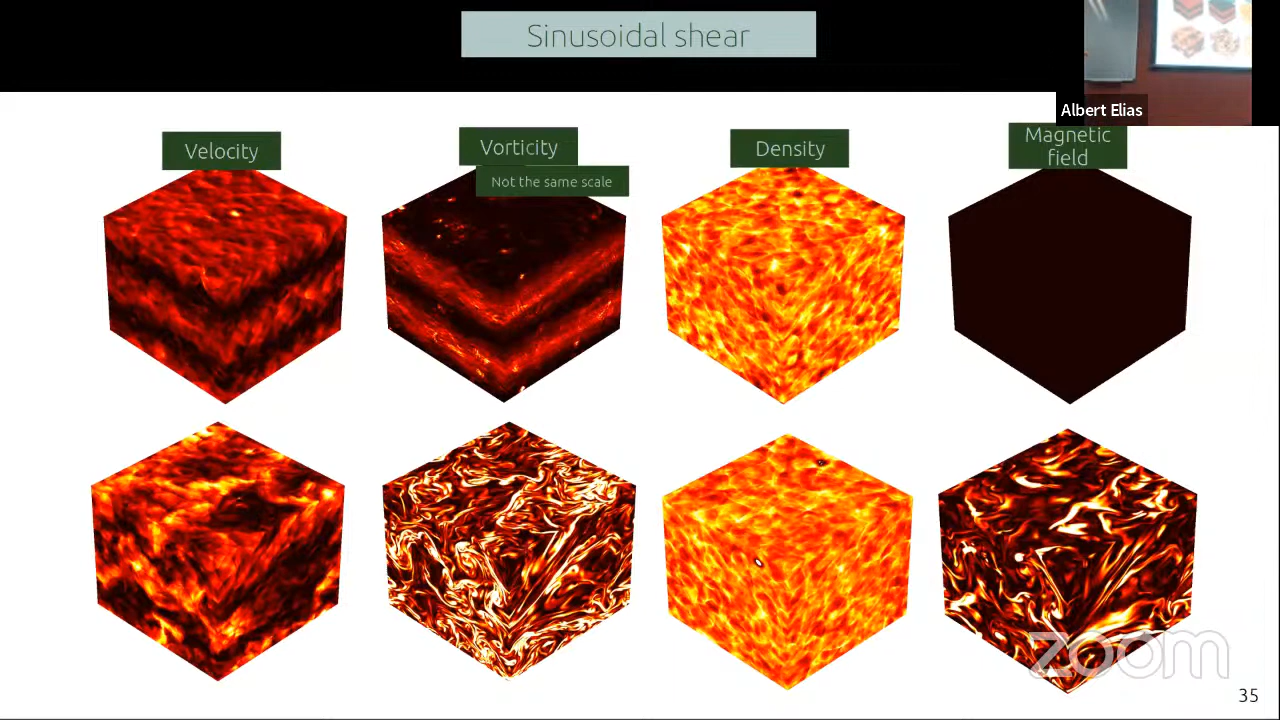 Sinusoidal shear
Albert Elias
Velocity
Vorticity
Not the same scale
Density
Magnetic
field
zoom
35